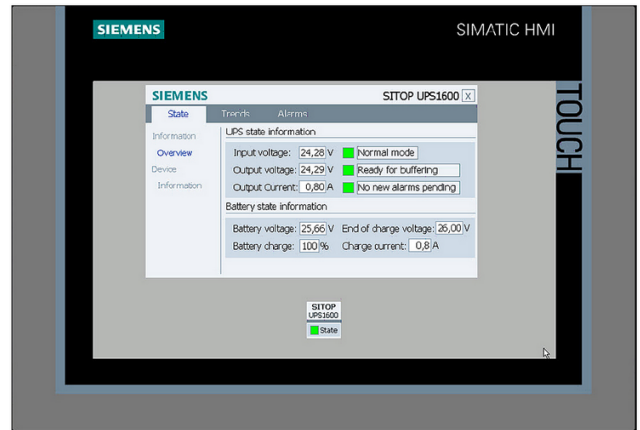 SIEMENS
SIMATIC HMI
TOUCH
SIEMENS
SITOP UPS1600 X
State Trends Alarms
Information
Overview
Device
Information
UPS state information
Input voltage: 24,28 V Normal mode
Output voltage: 24,29 V Ready for buffering
Output Current: 0,80 A No new alarms pending
Battery state information
Battery voltage: 25,66 V End of charge voltage: 26,00 V
Battery charge: 100 % Charge current: 0,8 A
SITOP
UPS1600
State